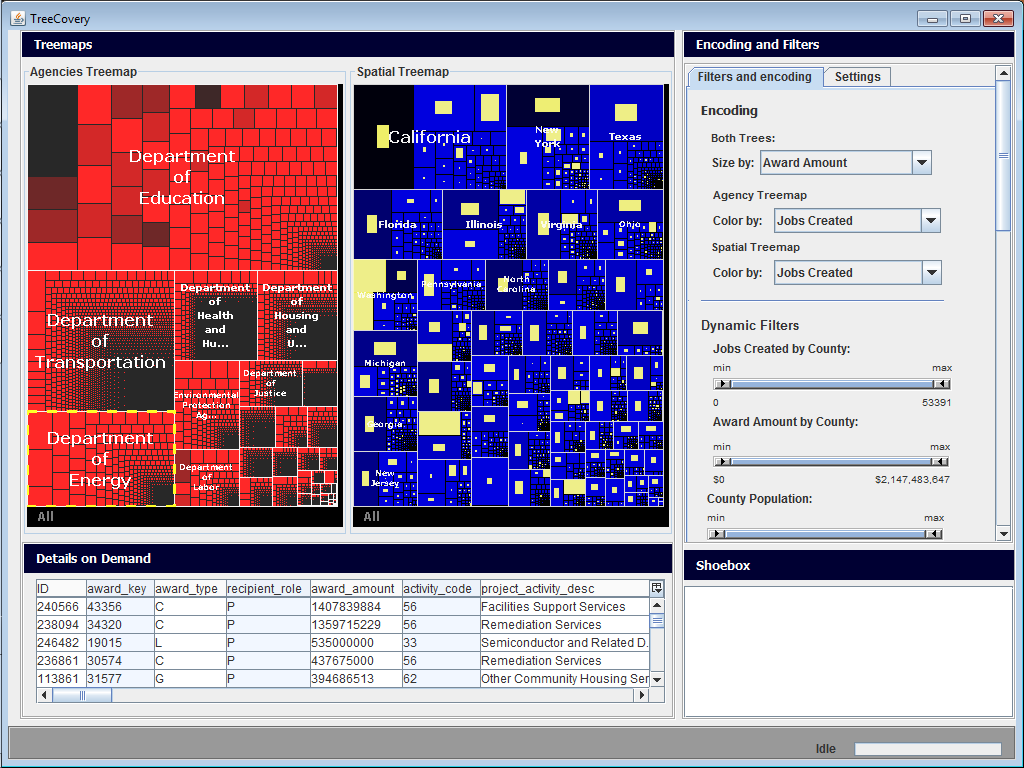 TreeCovery
Treemaps
Agencies Treemap
Department
of
Education
Department
of
Transportation
Department
of
Health
and
Hu...
Department
of
Housing
and
U...
Environmental
Protection
Ag...
Department
of
Justice
Department
of
Energy
Department
of
Labor
All
Spatial Treemap
California
New
York
Texas
Florida
Illinois
Virginia
Ohio
Washington
Pennsylvania
North
Carolina
Michigan
Georgia
New
Jersey
All
Details on Demand
ID award_key award_type recipient_role award_amount activity_code project_activity_desc
240566 43356 C P 1407839884 56 Facilities Support Services
238094 34320 C P 1359715229 56 Remediation Services
246482 19015 L P 535000000 33 Semiconductor and Related D.
236861 30574 C P 437675000 56 Remediation Services
113861 31577 G P 394686513 62 Other Community Housing Ser
Encoding and Filters
Filters and encoding Settings
Encoding
Both Trees:
Size by: Award Amount
Agency Treemap
Color by: Jobs Created
Spatial Treemap
Color by: Jobs Created
Dynamic Filters
Jobs Created by County:
min max
0 53391
Award Amount by County:
min max
$0 $2,147,483,647
County Population:
min max
Shoebox
Idle